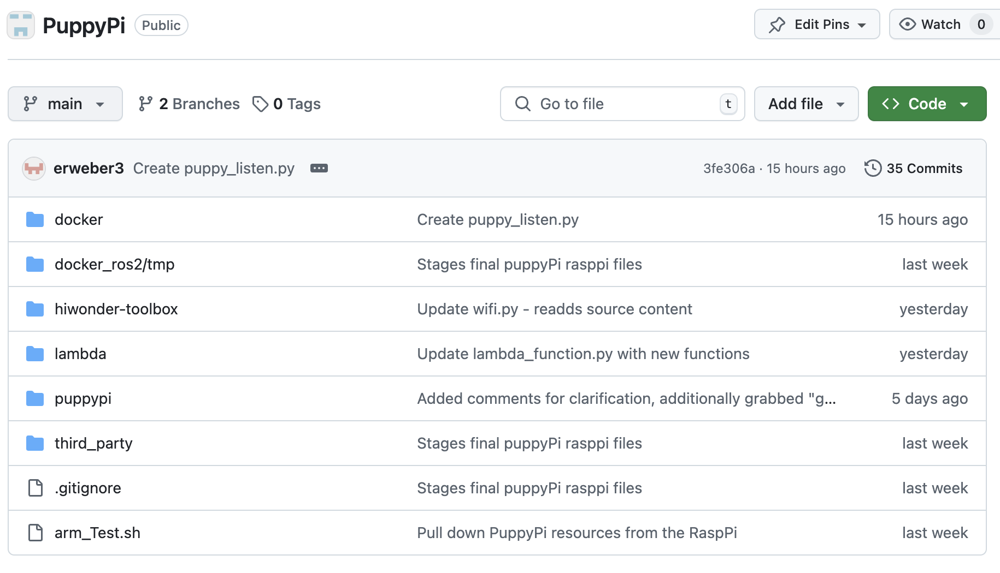 PuppyPi Public Edit Pins Watch 0
main 2 Branches 0 Tags Go to file t Add file Code
erweber3 Create puppy_listen.py 3fe306a · 15 hours ago 35 Commits
docker Create puppy_listen.py 15 hours ago
docker_ros2/tmp Stages final puppyPi rasppi files last week
hiwonder-toolbox Update wifi.py - readds source content yesterday
lambda Update lambda_function.py with new functions yesterday
puppypi Added comments for clarification, additionally grabbed "g... 5 days ago
third_party Stages final puppyPi rasppi files last week
.gitignore Stages final puppyPi rasppi files last week
arm_Test.sh Pull down PuppyPi resources from the RaspPi last week